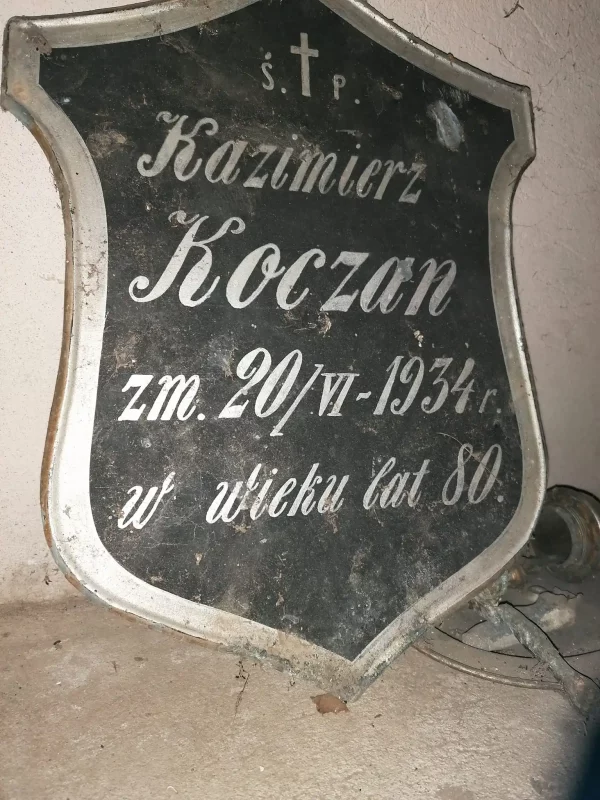 Ś. † P.
Kazimierz
Koczan
zm. 20/VI-1934 r.
w wieku lat 80.